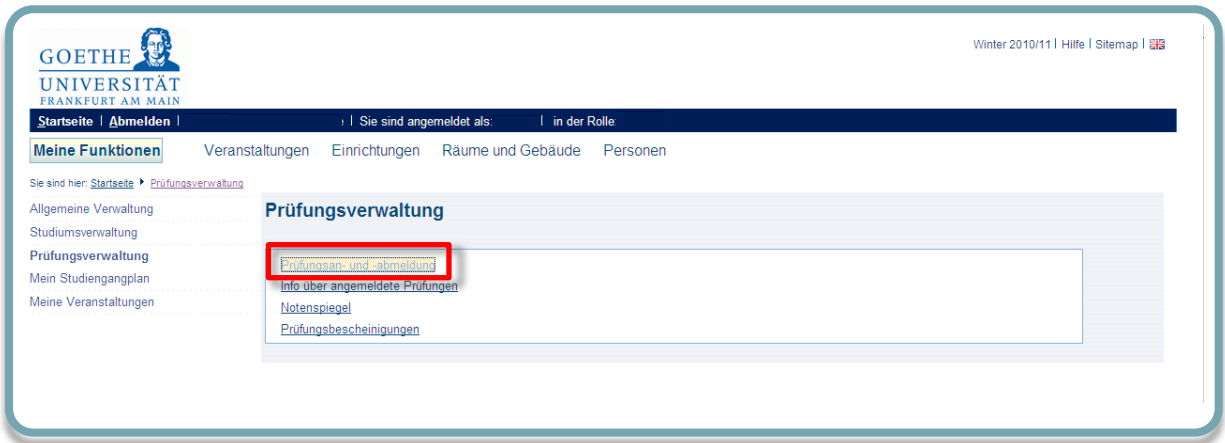 GOETHE
UNIVERSITÄT
FRANKFURT AM MAIN
Winter 2010/11 | Hilfe | Sitemap |
Startseite | Abmelden | | Sie sind angemeldet als: | in der Rolle:
Meine Funktionen Veranstaltungen Einrichtungen Räume und Gebäude Personen
Sie sind hier: Startseite Prüfungsverwaltung
Allgemeine Verwaltung
Studiumsverwaltung
Prüfungsverwaltung
Mein Studiengangplan
Meine Veranstaltungen
Prüfungsverwaltung
Prüfungsan- und -abmeldung
Info über angemeldete Prüfungen
Notenspiegel
Prüfungsbescheinigungen